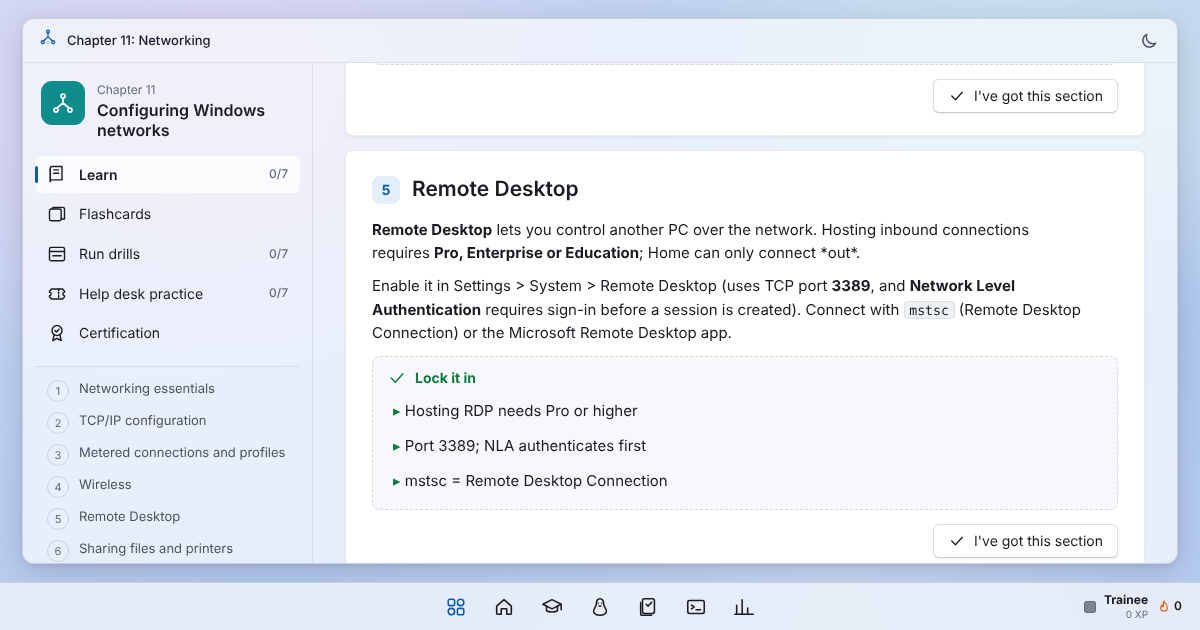 Chapter 11: Networking
Chapter 11
Configuring Windows
networks
Learn 0/7
Flashcards
Run drills 0/7
Help desk practice 0/7
Certification
1 Networking essentials
2 TCP/IP configuration
3 Metered connections and profiles
4 Wireless
5 Remote Desktop
6 Sharing files and printers
I've got this section
5 Remote Desktop
Remote Desktop lets you control another PC over the network. Hosting inbound connections
requires Pro, Enterprise or Education; Home can only connect *out*.
Enable it in Settings > System > Remote Desktop (uses TCP port 3389, and Network Level
Authentication requires sign-in before a session is created). Connect with mstsc (Remote Desktop
Connection) or the Microsoft Remote Desktop app.
Lock it in
Hosting RDP needs Pro or higher
Port 3389; NLA authenticates first
mstsc = Remote Desktop Connection
I've got this section
Trainee
0 XP
0